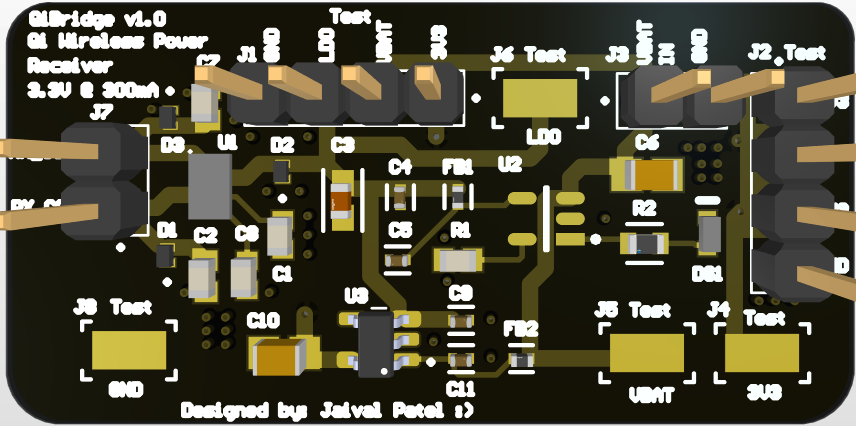 QiBridge v1.0
Qi Wireless Power
Receiver
3.3V @ 300mA
Test
J1
GND
LDO
VBAT
3V3
C7
J6 Test
LDO
J3
VBAT
IN
GND
J2 Test
J7
D3
U1
D2
C3
C4
FB1
U2
C6
R2
DS1
D1
C2
C8
C1
C5
R1
J8 Test
GND
C10
U3
C9
FB2
C11
J5 Test
VBAT
J4
Test
3V3
Designed by: Jaival Patel :)